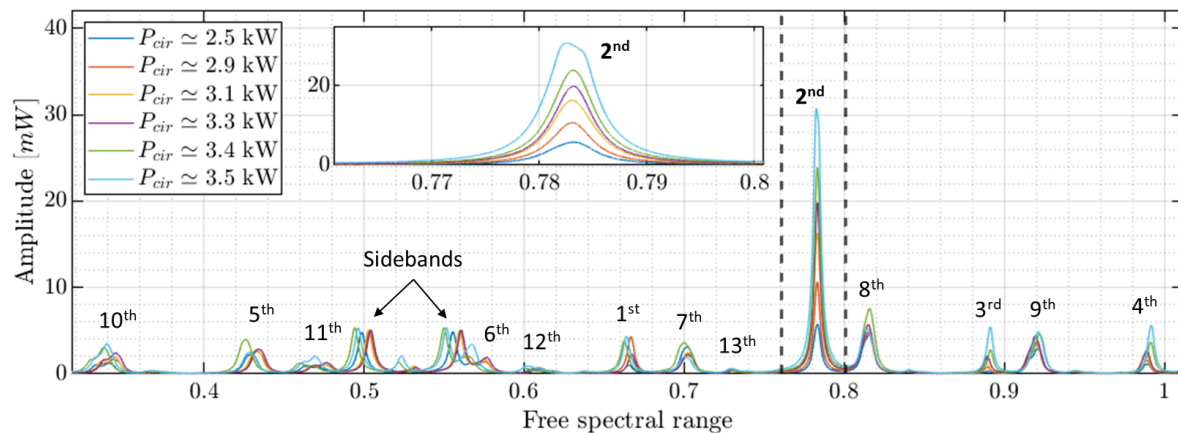 40
30
20
10
0
Amplitude [mW]
P_cir ≃ 2.5 kW
P_cir ≃ 2.9 kW
P_cir ≃ 3.1 kW
P_cir ≃ 3.3 kW
P_cir ≃ 3.4 kW
P_cir ≃ 3.5 kW
20
0
2nd
0.77 0.78 0.79 0.8
2nd
Sidebands
10th 5th 11th 6th 12th 1st 7th 13th 8th 3rd 9th 4th
0.4 0.5 0.6 0.7 0.8 0.9 1
Free spectral range